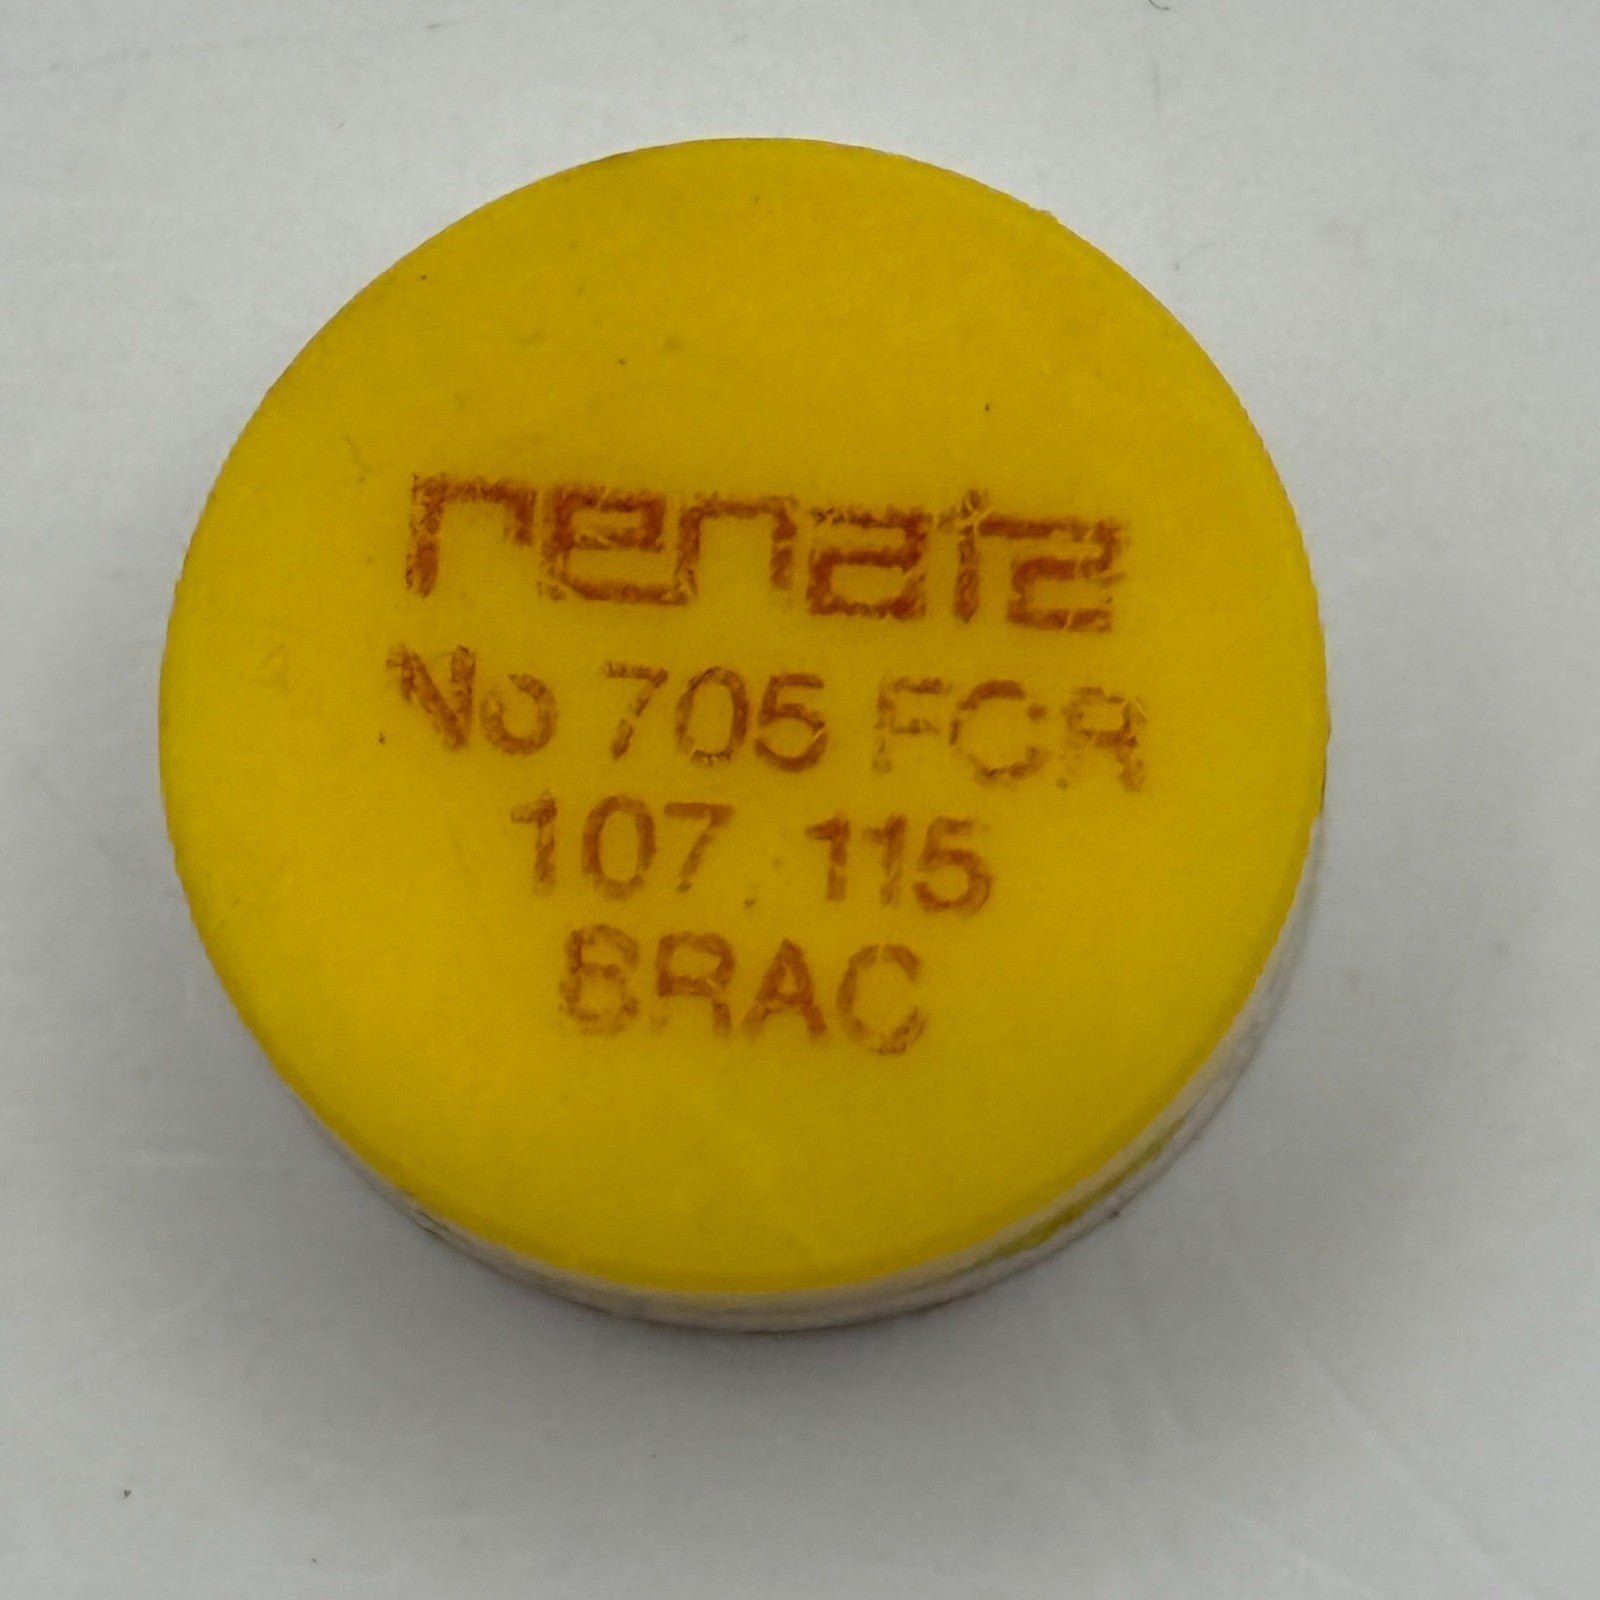 renata
No 705 FCR
107.115
BRAC